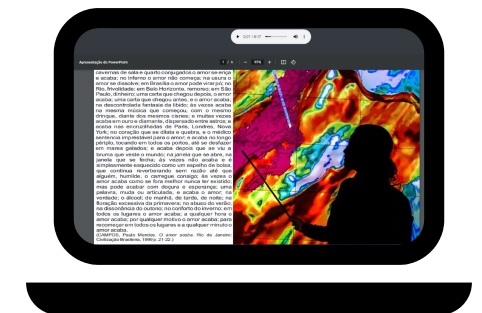 0:07 / 8:37
Apresentação do PowerPoint
1 / 6
— 89% +
cavernas de sala e quarto conjugados o amor se eriça
e acaba; no inferno o amor não começa; na usura o
amor se dissolve; em Brasília o amor pode virar pó; no
Rio, frivolidade; em Belo Horizonte, remorso; em São
Paulo, dinheiro; uma carta que chegou depois, o amor
acaba; uma carta que chegou antes, e o amor acaba;
na descontrolada fantasia da libido; às vezes acaba
na mesma música que começou, com o mesmo
drinque, diante dos mesmos cisnes; e muitas vezes
acaba em ouro e diamante, dispersado entre astros; e
acaba nas encruzilhadas de Paris, Londres, Nova
York; no coração que se dilata e quebra, e o médico
sentencia imprestável para o amor; e acaba no longo
périplo, tocando em todos os portos, até se desfazer
em mares gelados; e acaba depois que se viu a
bruma que veste o mundo; na janela que se abre, na
janela que se fecha; às vezes não acaba e é
simplesmente esquecido como um espelho de bolsa,
que continua reverberando sem razão até que
alguém, humilde, o carregue consigo; às vezes o
amor acaba como se fora melhor nunca ter existido;
mas pode acabar com doçura e esperança; uma
palavra, muda ou articulada, e acaba o amor; na
verdade; o álcool; de manhã, de tarde, de noite; na
floração excessiva da primavera; no abuso do verão;
na dissonância do outono; no conforto do inverno; em
todos os lugares o amor acaba; a qualquer hora o
amor acaba; por qualquer motivo o amor acaba; para
recomeçar em todos os lugares e a qualquer minuto o
amor acaba.
(CAMPOS, Paulo Mendes. O amor acaba. Rio de Janeiro:
Civilização Brasileira, 1999, p. 21-22.)